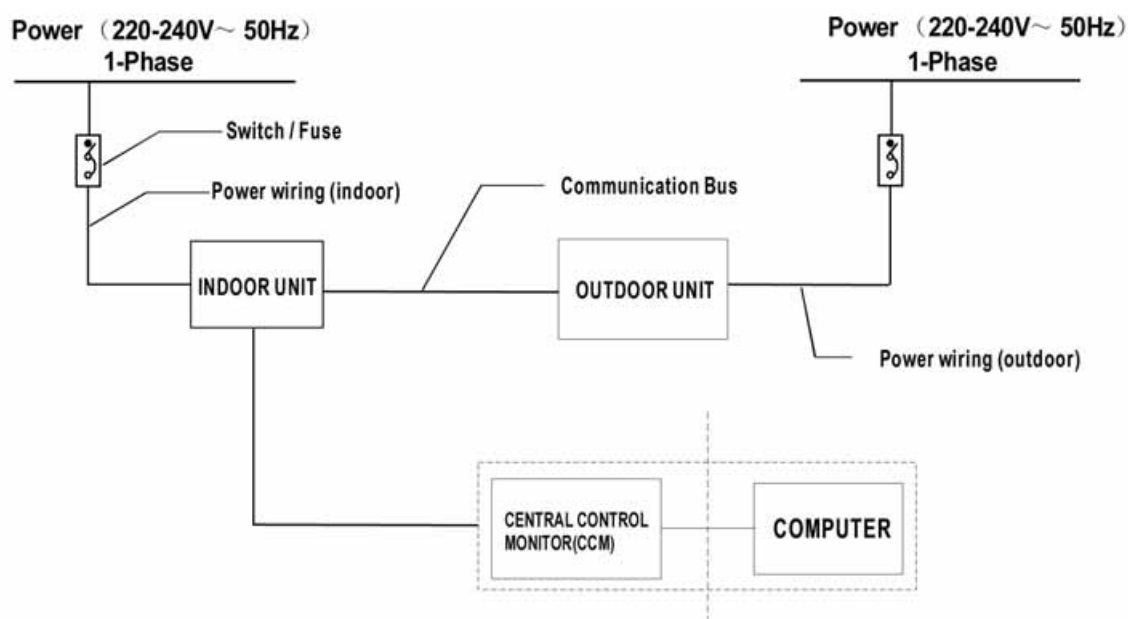 Power （220-240V～ 50Hz）
1-Phase
Power （220-240V～ 50Hz）
1-Phase
Switch / Fuse
Power wiring (indoor)
Communication Bus
INDOOR UNIT
OUTDOOR UNIT
Power wiring (outdoor)
CENTRAL CONTROL
MONITOR(CCM)
COMPUTER